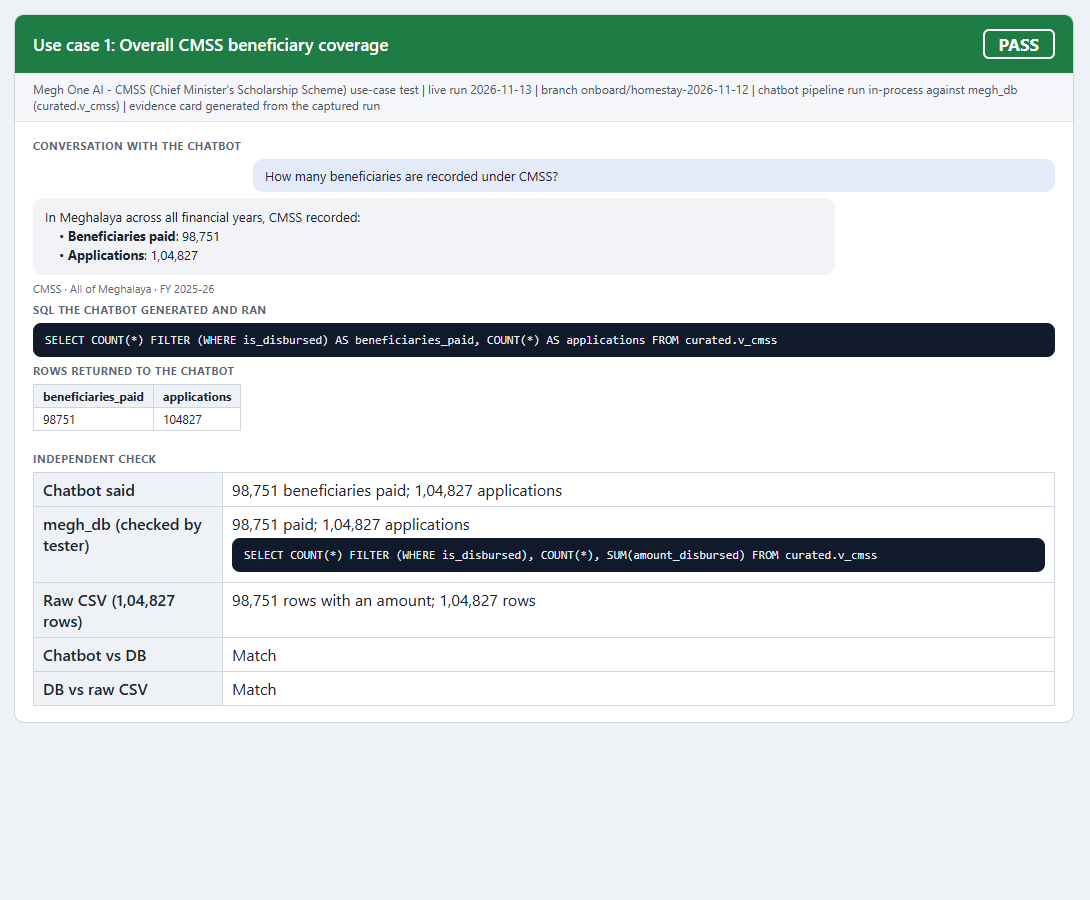 Use case 1: Overall CMSS beneficiary coverage
PASS
Megh One AI - CMSS (Chief Minister's Scholarship Scheme) use-case test | live run 2026-11-13 | branch onboard/homestay-2026-11-12 | chatbot pipeline run in-process against megh_db
(curated.v_cmss) | evidence card generated from the captured run
CONVERSATION WITH THE CHATBOT
How many beneficiaries are recorded under CMSS?
In Meghalaya across all financial years, CMSS recorded:
• Beneficiaries paid: 98,751
• Applications: 1,04,827
CMSS · All of Meghalaya · FY 2025-26
SQL THE CHATBOT GENERATED AND RAN
SELECT COUNT(*) FILTER (WHERE is_disbursed) AS beneficiaries_paid, COUNT(*) AS applications FROM curated.v_cmss
ROWS RETURNED TO THE CHATBOT
beneficiaries_paid applications
98751 104827
INDEPENDENT CHECK
Chatbot said 98,751 beneficiaries paid; 1,04,827 applications
megh_db (checked by
tester)
98,751 paid; 1,04,827 applications
SELECT COUNT(*) FILTER (WHERE is_disbursed), COUNT(*), SUM(amount_disbursed) FROM curated.v_cmss
Raw CSV (1,04,827
rows)
98,751 rows with an amount; 1,04,827 rows
Chatbot vs DB Match
DB vs raw CSV Match